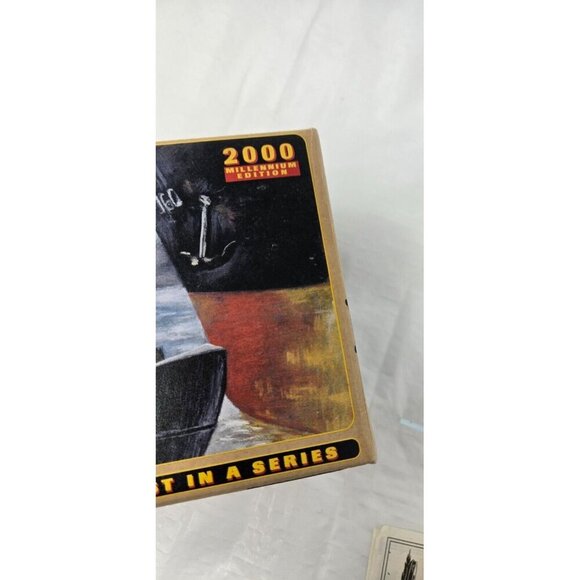 2000
MILLENNIUM
EDITION
IN A SERIES